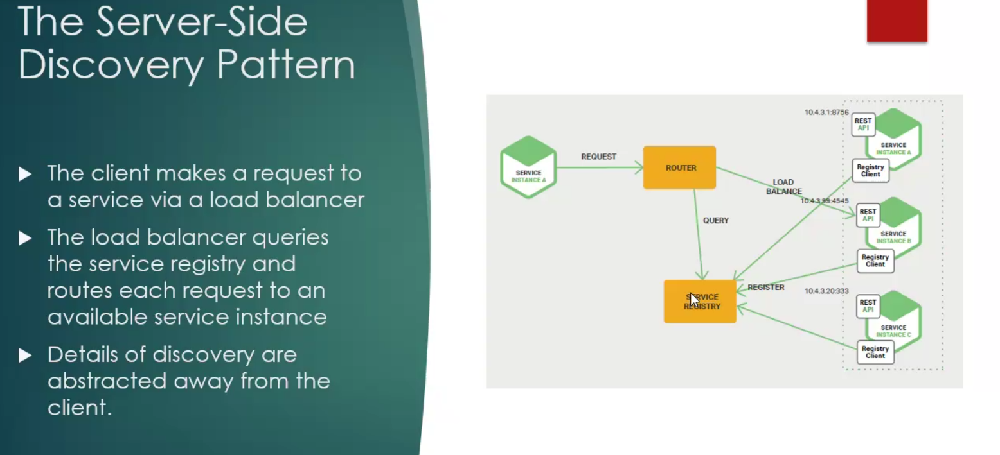 The Server-Side
Discovery Pattern
The client makes a request to
a service via a load balancer
The load balancer queries
the service registry and
routes each request to an
available service instance
Details of discovery are
abstracted away from the
client.
SERVICE
INSTANCE A
REQUEST
ROUTER
LOAD
BALANCE
QUERY
SERVICE
REGISTRY
REGISTER
10.4.3.1:8756
REST
API
SERVICE
INSTANCE A
Registry
Client
10.4.3.99:4545
REST
API
SERVICE
INSTANCE B
Registry
Client
10.4.3.20:333
REST
API
SERVICE
INSTANCE C
Registry
Client